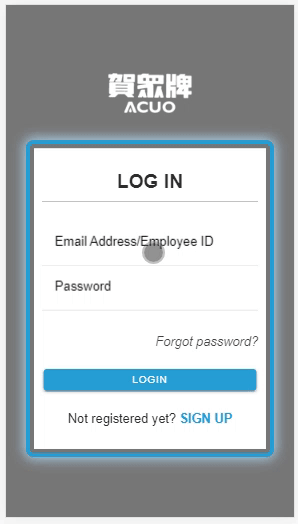 賀眾牌
ACUO
LOG IN
Email Address/Employee ID
Password
Forgot password?
LOGIN
Not registered yet? SIGN UP